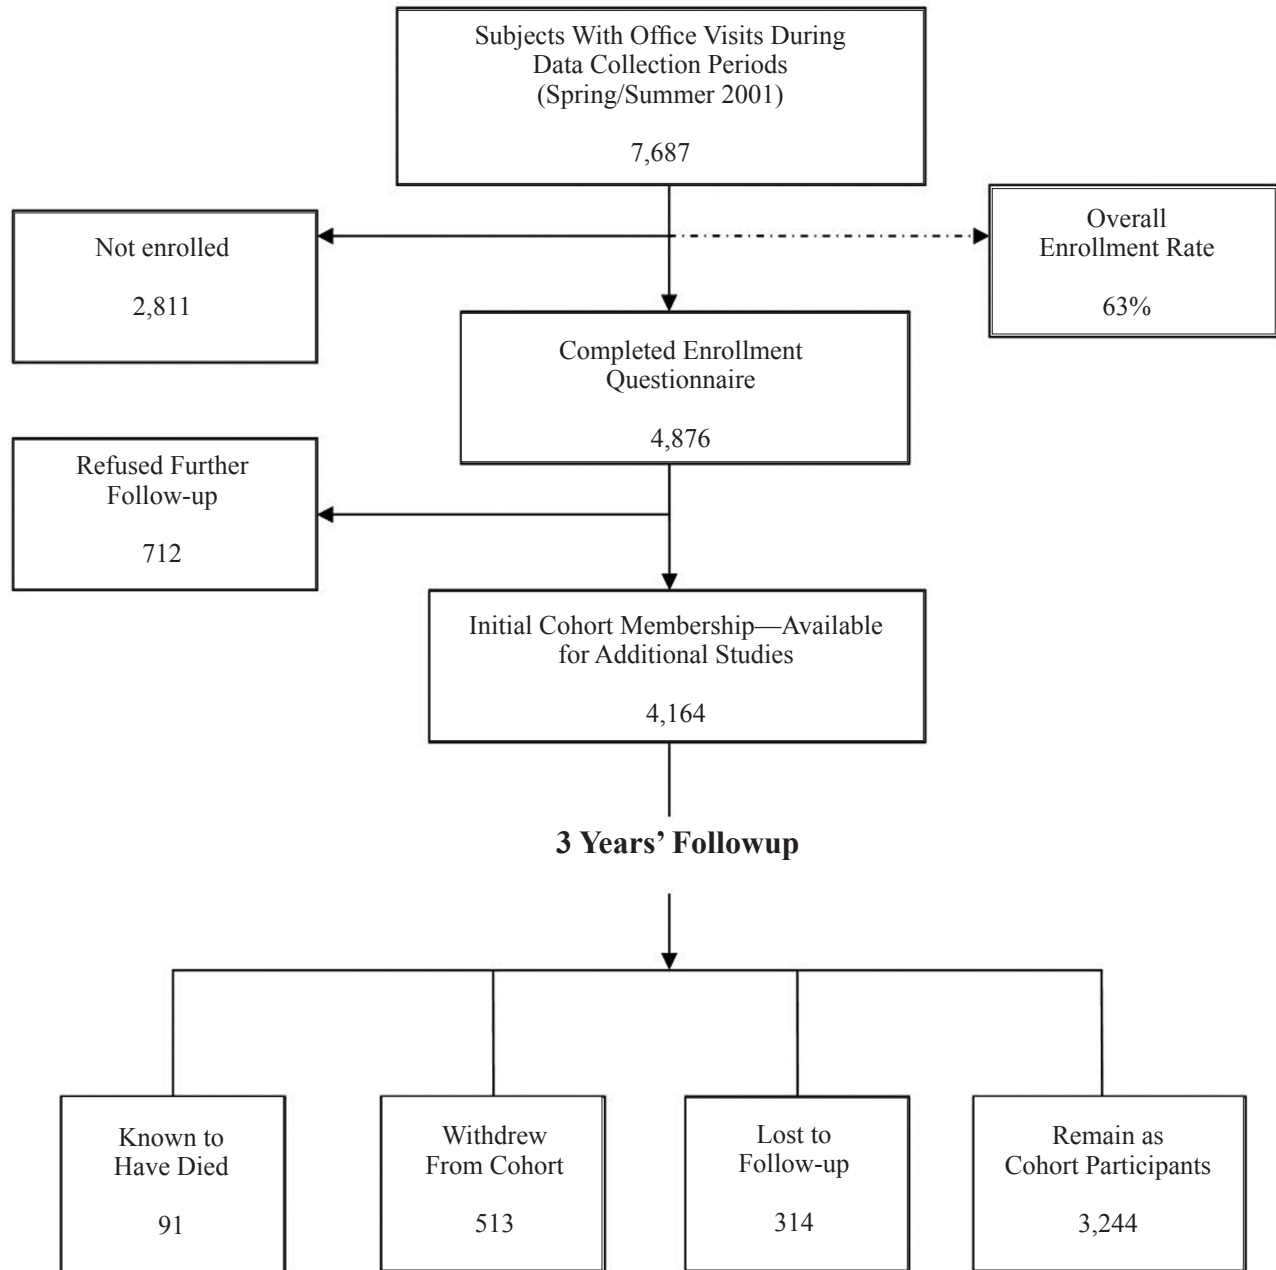 Subjects With Office Visits During
Data Collection Periods
(Spring/Summer 2001)
7,687
Not enrolled
2,811
Overall
Enrollment Rate
63%
Completed Enrollment
Questionnaire
4,876
Refused Further
Follow-up
712
Initial Cohort Membership—Available
for Additional Studies
4,164
3 Years’ Followup
Known to
Have Died
91
Withdrew
From Cohort
513
Lost to
Follow-up
314
Remain as
Cohort Participants
3,244